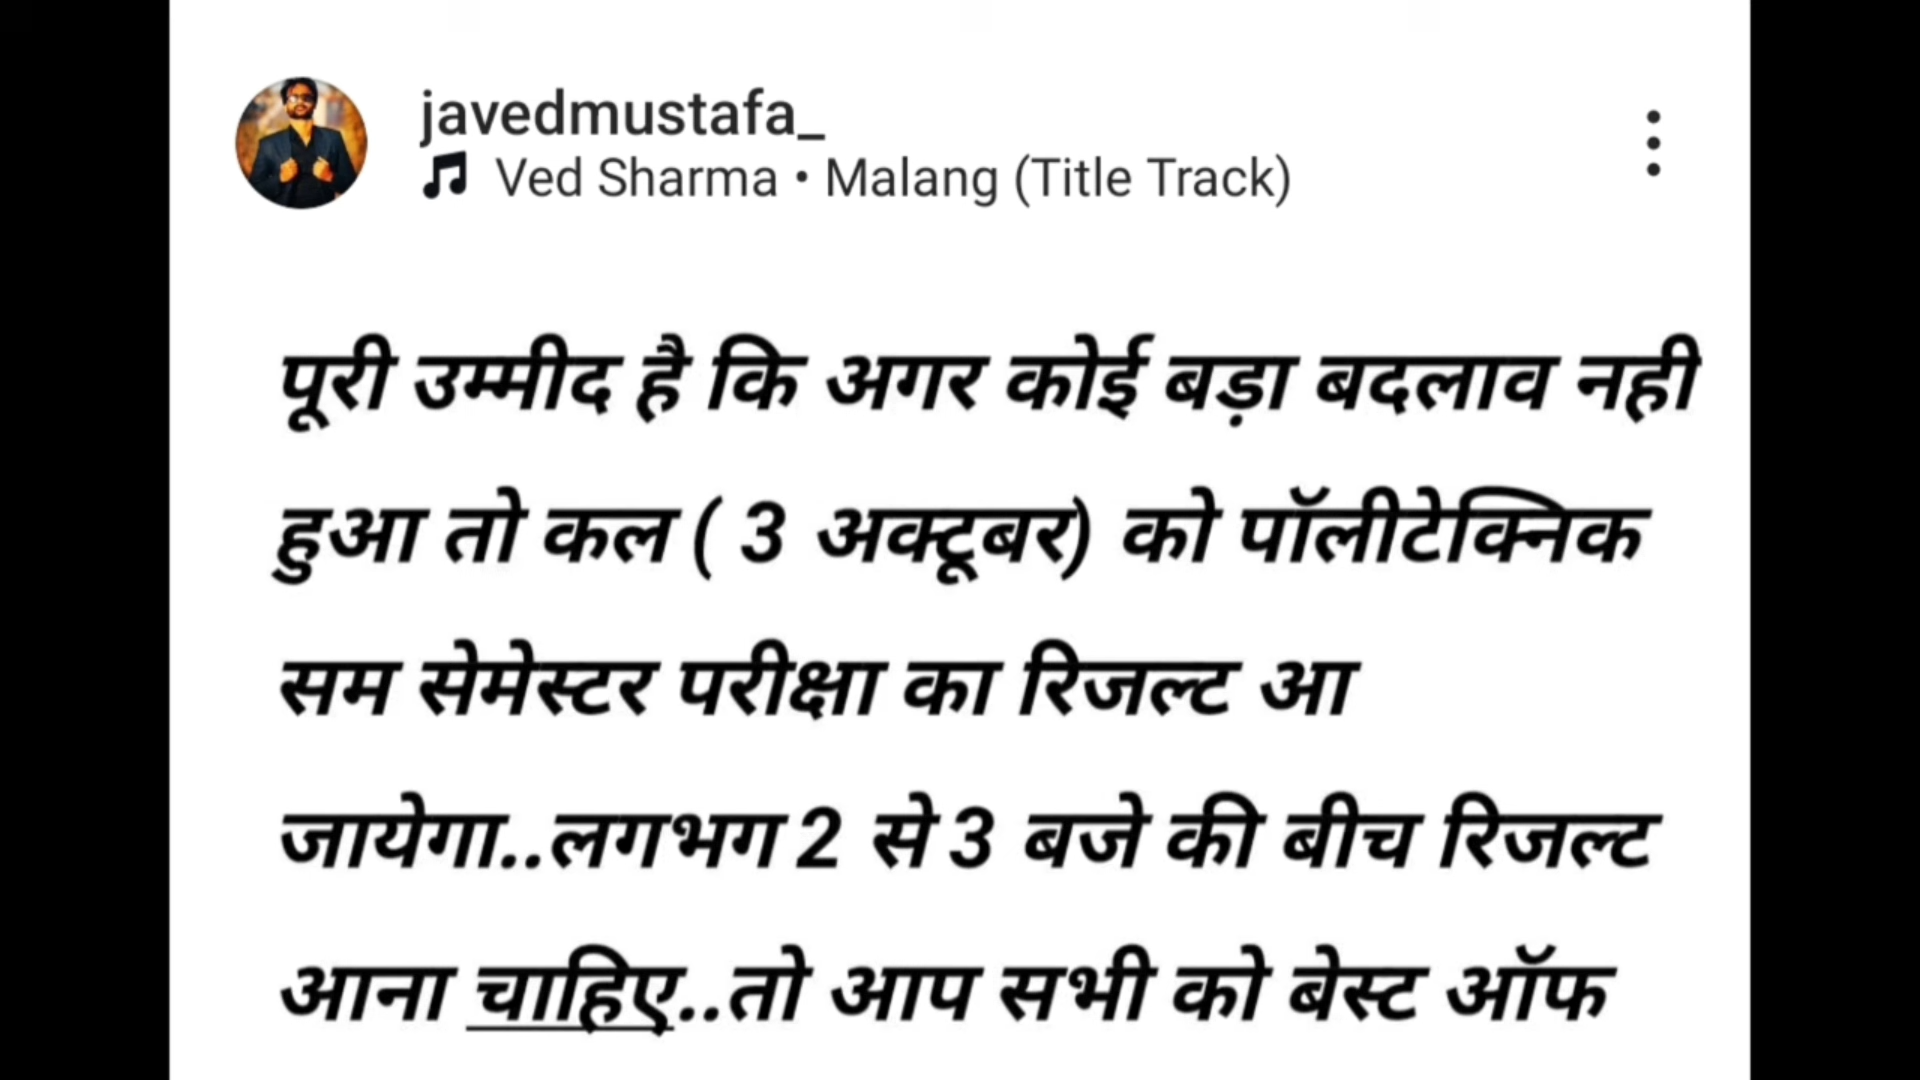 javedmustafa_
Ved Sharma • Malang (Title Track)
पूरी उम्मीद है कि अगर कोई बड़ा बदलाव नही
हुआ तो कल ( 3 अक्टूबर) को पॉलीटेक्निक
सम सेमेस्टर परीक्षा का रिजल्ट आ
जायेगा..लगभग 2 से 3 बजे की बीच रिजल्ट
आना चाहिए..तो आप सभी को बेस्ट ऑफ